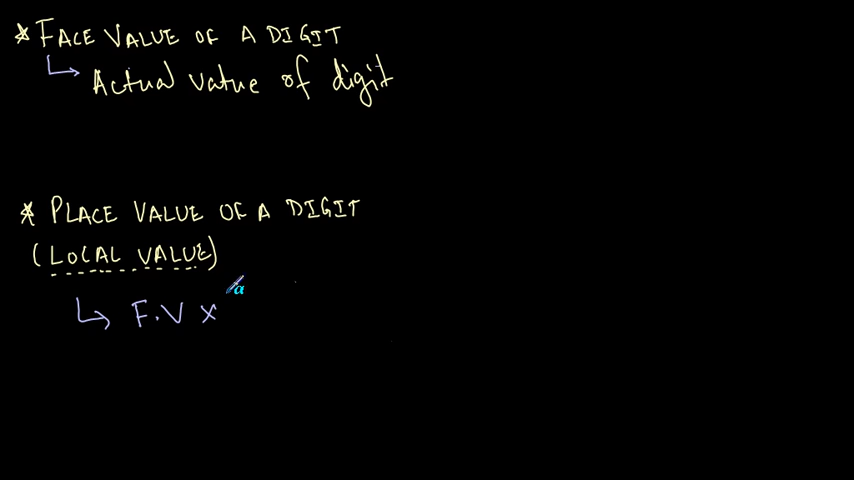 * FACE VALUE OF A DIGIT
Actual value of digit
* PLACE VALUE OF A DIGIT
(LOCAL VALUE)
F.V X